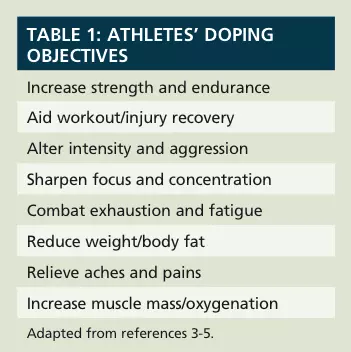 TABLE 1: ATHLETES’ DOPING
OBJECTIVES
Increase strength and endurance
Aid workout/injury recovery
Alter intensity and aggression
Sharpen focus and concentration
Combat exhaustion and fatigue
Reduce weight/body fat
Relieve aches and pains
Increase muscle mass/oxygenation
Adapted from references 3-5.